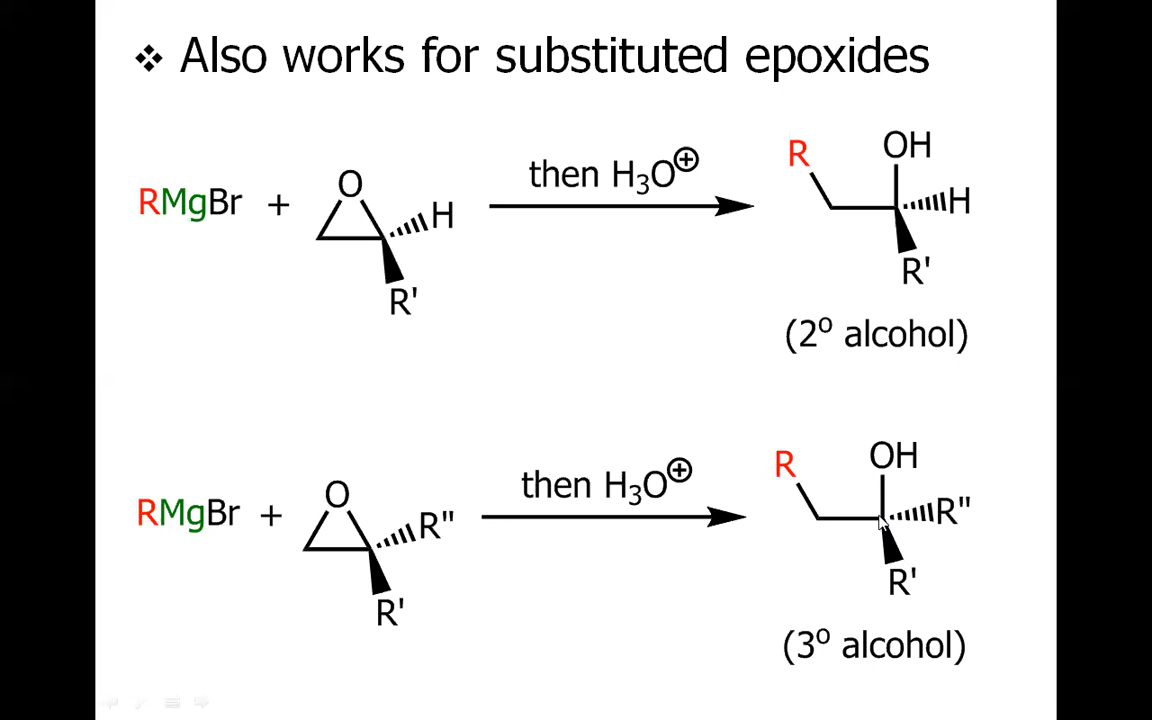 ❖ Also works for substituted epoxides
RMgBr + O H R' then H₃O⊕ R OH H R'
(2º alcohol)
RMgBr + O R" R' then H₃O⊕ R OH R" R'
(3º alcohol)